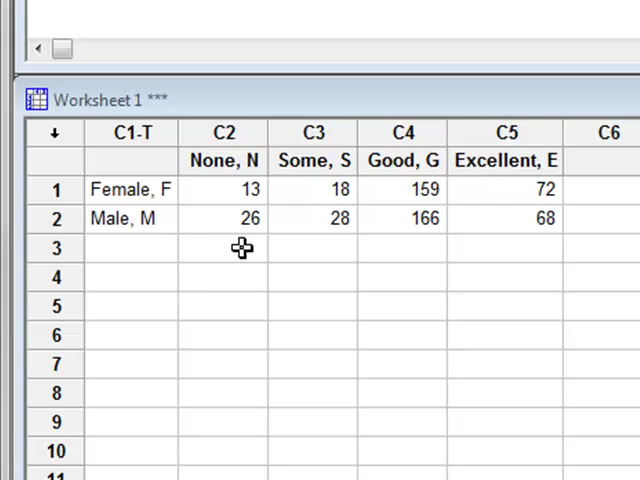 Worksheet 1 ***
C1-T C2 C3 C4 C5 C6
None, N Some, S Good, G Excellent, E
1 Female, F 13 18 159 72
2 Male, M 26 28 166 68
3
4
5
6
7
8
9
10
11